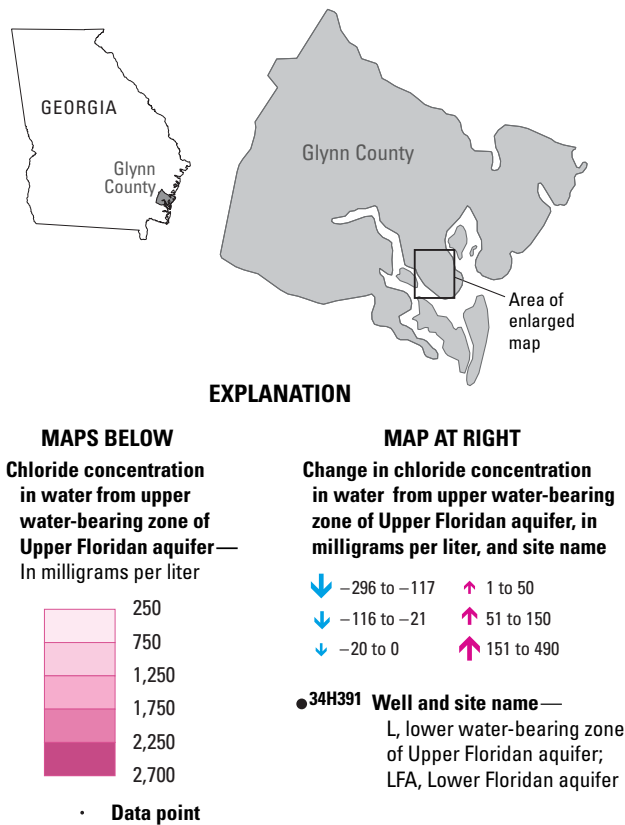 GEORGIA
Glynn
County
Glynn County
Area of
enlarged
map
EXPLANATION
MAPS BELOW
Chloride concentration
in water from upper
water-bearing zone of
Upper Floridan aquifer—
In milligrams per liter
250
750
1,250
1,750
2,250
2,700
· Data point
MAP AT RIGHT
Change in chloride concentration
in water from upper water-bearing
zone of Upper Floridan aquifer, in
milligrams per liter, and site name
−296 to −117
−116 to −21
−20 to 0
1 to 50
51 to 150
151 to 490
34H391 Well and site name—
L, lower water-bearing zone
of Upper Floridan aquifer;
LFA, Lower Floridan aquifer